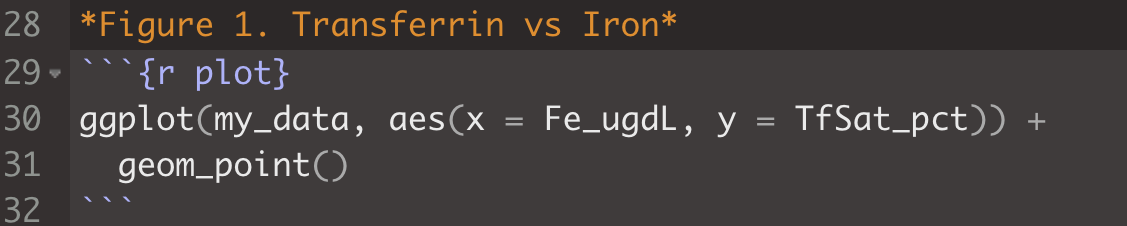 28 *Figure 1. Transferrin vs Iron*
29 ```{r plot}
30 ggplot(my_data, aes(x = Fe_ugdL, y = TfSat_pct)) +
31   geom_point()
32 ```